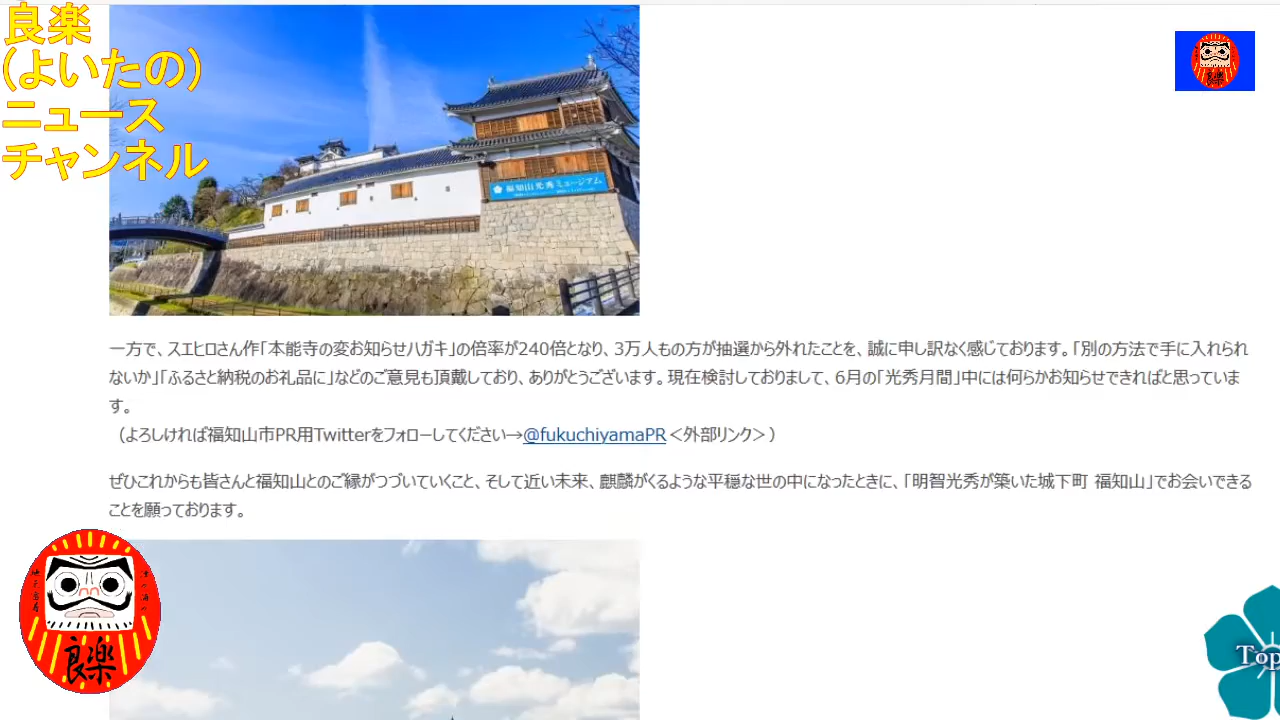 良楽
(よいたの)
ニュース
チャンネル
良楽
福知山光秀ミュージアム
一方で、スエヒロさん作「本能寺の変お知らせハガキ」の倍率が240倍となり、3万人もの方が抽選から外れたことを、誠に申し訳なく感じております。「別の方法で手に入れられ
ないか」「ふるさと納税のお礼品に」などのご意見も頂戴しており、ありがとうございます。現在検討しておりまして、6月の「光秀月間」中には何らかお知らせできればと思っていま
す。
（よろしければ福知山市PR用Twitterをフォローしてください→@fukuchiyamaPR＜外部リンク＞）
ぜひこれからも皆さんと福知山とのご縁がつづいていくこと、そして近い未来、麒麟がくるような平穏な世の中になったときに、「明智光秀が築いた城下町 福知山」でお会いできる
ことを願っております。
良楽
Top